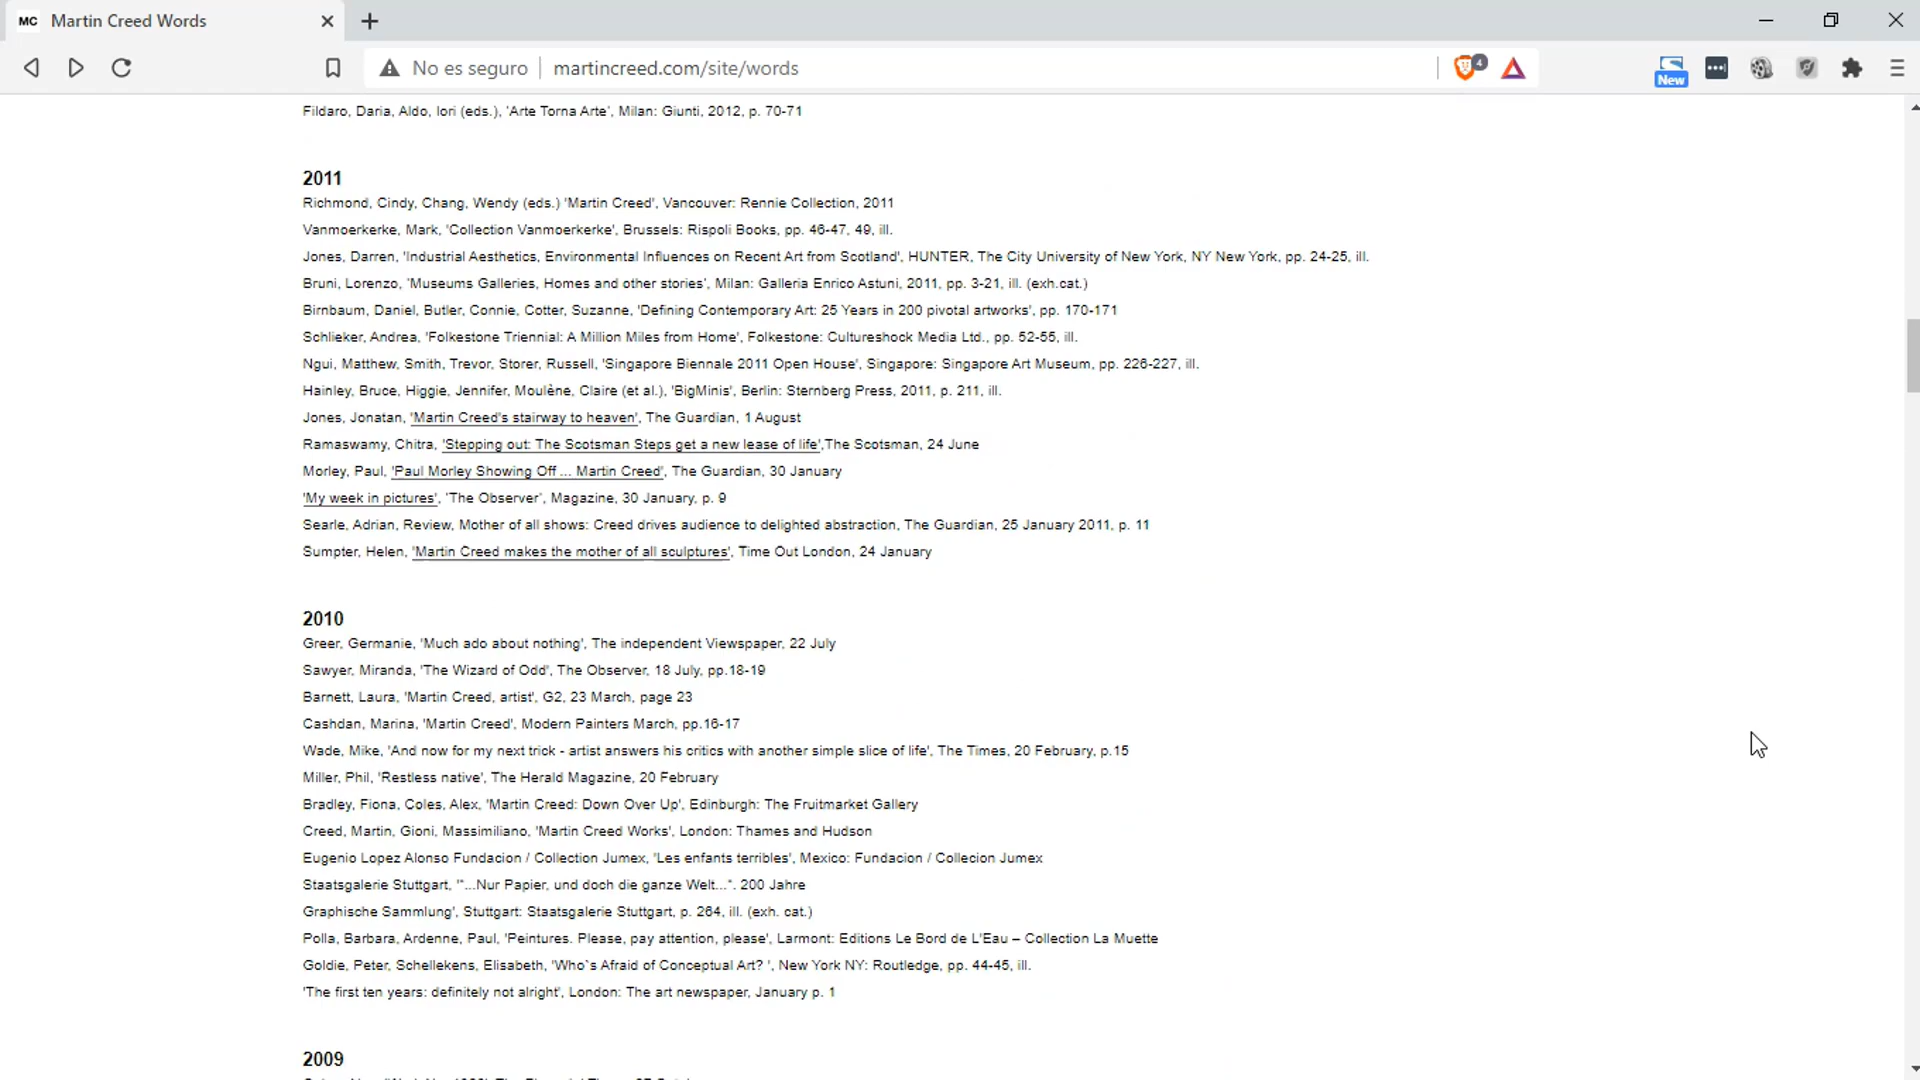 MC Martin Creed Words
No es seguro martincreed.com/site/words
4
New
Fildaro, Daria, Aldo, Iori (eds.), 'Arte Torna Arte', Milan: Giunti, 2012, p. 70-71
2011
Richmond, Cindy, Chang, Wendy (eds.) 'Martin Creed', Vancouver: Rennie Collection, 2011
Vanmoerkerke, Mark, 'Collection Vanmoerkerke', Brussels: Rispoli Books, pp. 46-47, 49, ill.
Jones, Darren, 'Industrial Aesthetics, Environmental Influences on Recent Art from Scotland', HUNTER, The City University of New York, NY New York, pp. 24-25, ill.
Bruni, Lorenzo, 'Museums Galleries, Homes and other stories', Milan: Galleria Enrico Astuni, 2011, pp. 3-21, ill. (exh.cat.)
Birnbaum, Daniel, Butler, Connie, Cotter, Suzanne, 'Defining Contemporary Art: 25 Years in 200 pivotal artworks', pp. 170-171
Schlieker, Andrea, 'Folkestone Triennial: A Million Miles from Home', Folkestone: Cultureshock Media Ltd., pp. 52-55, ill.
Ngui, Matthew, Smith, Trevor, Storer, Russell, 'Singapore Biennale 2011 Open House', Singapore: Singapore Art Museum, pp. 226-227, ill.
Hainley, Bruce, Higgie, Jennifer, Moulène, Claire (et al.), 'BigMinis', Berlin: Sternberg Press, 2011, p. 211, ill.
Jones, Jonatan, 'Martin Creed's stairway to heaven', The Guardian, 1 August
Ramaswamy, Chitra, 'Stepping out: The Scotsman Steps get a new lease of life',The Scotsman, 24 June
Morley, Paul, 'Paul Morley Showing Off ... Martin Creed', The Guardian, 30 January
'My week in pictures', 'The Observer', Magazine, 30 January, p. 9
Searle, Adrian, Review, Mother of all shows: Creed drives audience to delighted abstraction, The Guardian, 25 January 2011, p. 11
Sumpter, Helen, 'Martin Creed makes the mother of all sculptures', Time Out London, 24 January
2010
Greer, Germanie, 'Much ado about nothing', The independent Viewspaper, 22 July
Sawyer, Miranda, 'The Wizard of Odd', The Observer, 18 July, pp.18-19
Barnett, Laura, 'Martin Creed, artist', G2, 23 March, page 23
Cashdan, Marina, 'Martin Creed', Modern Painters March, pp.16-17
Wade, Mike, 'And now for my next trick - artist answers his critics with another simple slice of life', The Times, 20 February, p.15
Miller, Phil, 'Restless native', The Herald Magazine, 20 February
Bradley, Fiona, Coles, Alex, 'Martin Creed: Down Over Up', Edinburgh: The Fruitmarket Gallery
Creed, Martin, Gioni, Massimiliano, 'Martin Creed Works', London: Thames and Hudson
Eugenio Lopez Alonso Fundacion / Collection Jumex, 'Les enfants terribles', Mexico: Fundacion / Collecion Jumex
Staatsgalerie Stuttgart, '"...Nur Papier, und doch die ganze Welt...". 200 Jahre
Graphische Sammlung', Stuttgart: Staatsgalerie Stuttgart, p. 264, ill. (exh. cat.)
Polla, Barbara, Ardenne, Paul, 'Peintures. Please, pay attention, please', Larmont: Editions Le Bord de L'Eau – Collection La Muette
Goldie, Peter, Schellekens, Elisabeth, 'Who`s Afraid of Conceptual Art? ', New York NY: Routledge, pp. 44-45, ill.
'The first ten years: definitely not alright', London: The art newspaper, January p. 1
2009